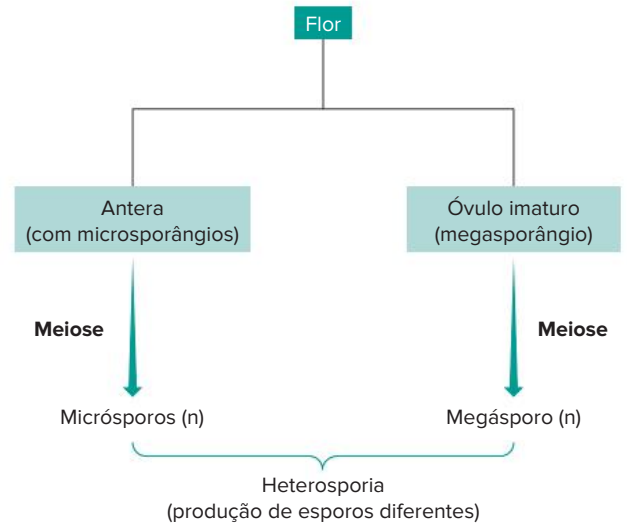 Flor
Antera
(com microsporângios)
Óvulo imaturo
(megasporângio)
Meiose
Meiose
Micrósporos (n)
Megásporo (n)
Heterosporia
(produção de esporos diferentes)